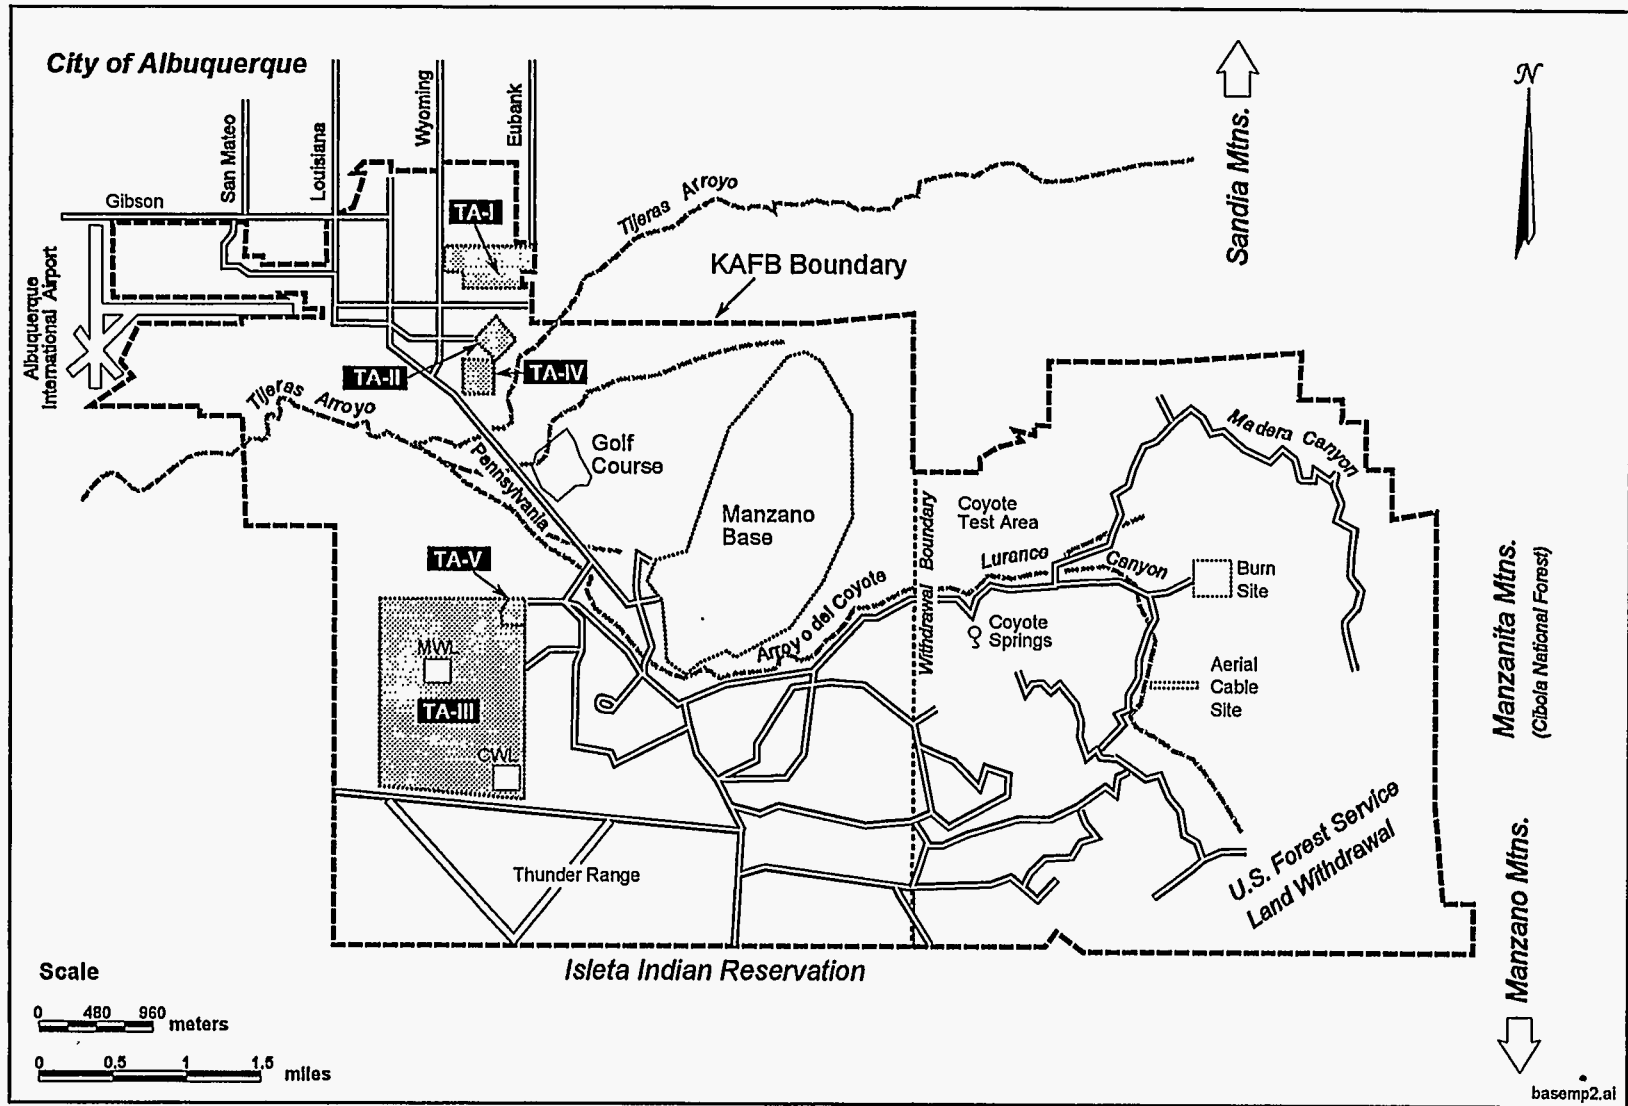 City of Albuquerque
San Mateo
Louisiana
Wyoming
Eubank
Gibson
TA-I
Tijeras Arroyo
KAFB Boundary
Sandia Mtns.
N
Albuquerque
International Airport
TA-II
TA-IV
Tijeras Arroyo
Pennsylvania
Golf
Course
Manzano
Base
Madera Canyon
Coyote
Test Area
Withdrawal Boundary
Lurance Canyon
Burn
Site
TA-V
Arroyo del Coyote
Coyote
Springs
Aerial
Cable
Site
MWL
TA-III
CWL
Manzanita Mtns.
(Cibola National Forest)
Thunder Range
U.S. Forest Service
Land Withdrawal
Manzano Mtns.
Isleta Indian Reservation
Scale
0 480 960
meters
0 0.5 1 1.5
miles
basemp2.ai